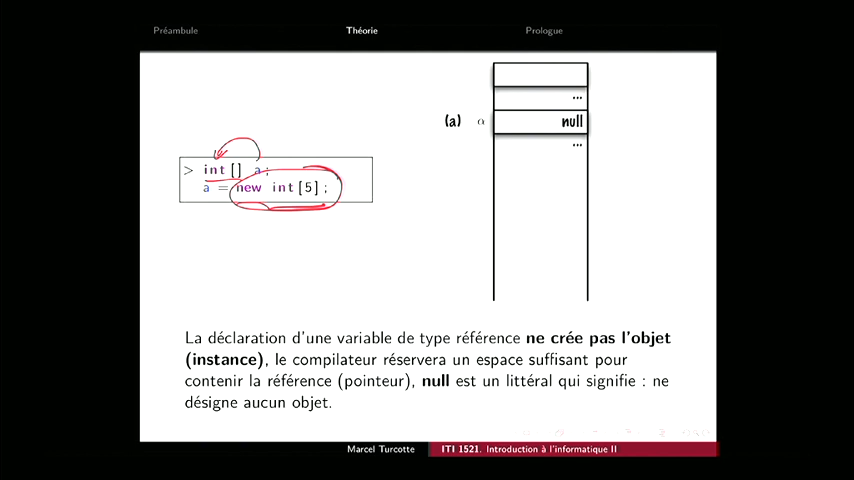 Préambule Théorie Prologue
...
(a) α null
...
> int[] a;
a = new int[5];
La déclaration d'une variable de type référence ne crée pas l'objet
(instance), le compilateur réservera un espace suffisant pour
contenir la référence (pointeur), null est un littéral qui signifie : ne
désigne aucun objet.
Marcel Turcotte ITI 1521. Introduction à l'informatique II